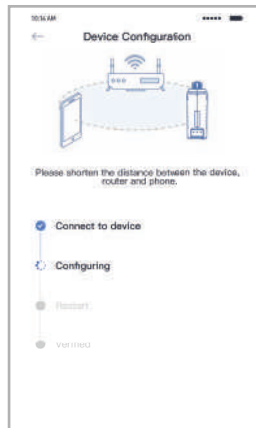 10:14 AM
Device Configuration
Please shorten the distance between the device,
router and phone.
Connect to device
Configuring
Restart
Verified